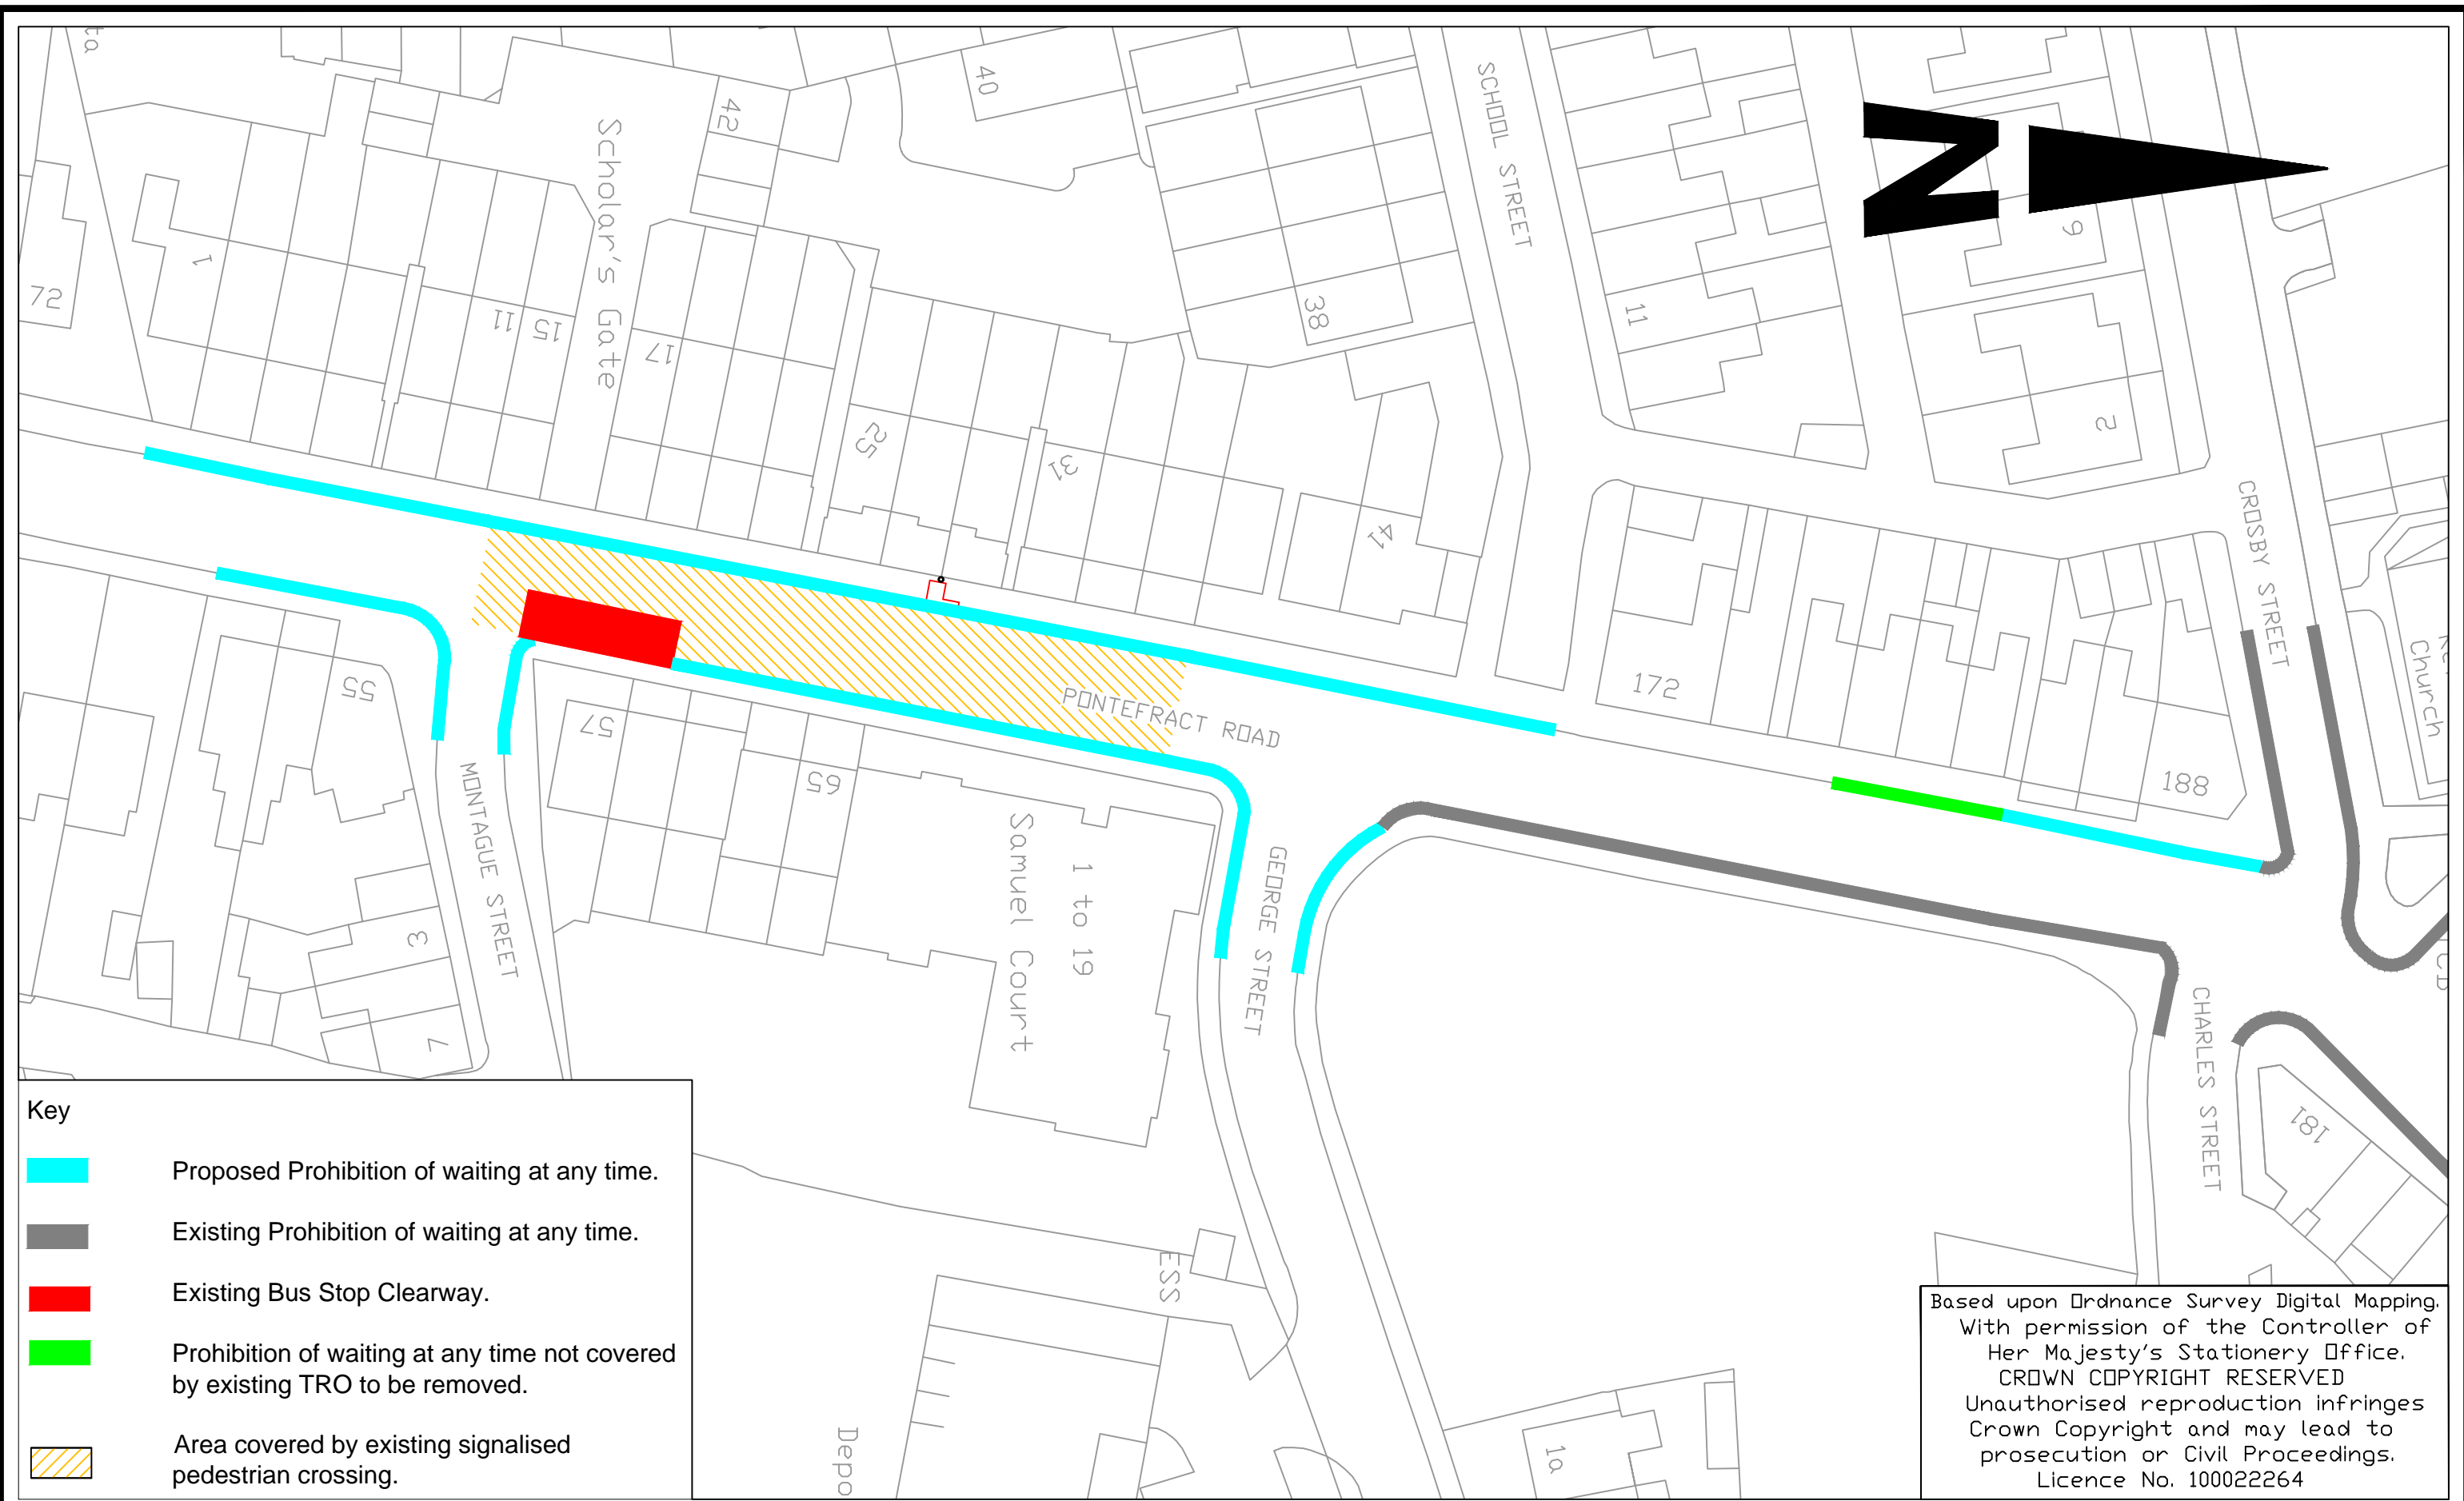 40
42
SCHOOL STREET
N
Scholar's Gate
9
1
72
38
11
11
15
17
2
25
31
41
CROSBY STREET
Church
172
55
PONTEFRACT ROAD
57
65
188
MONTAGUE STREET
Samuel Court
1 to 19
GEORGE STREET
3
7
CHARLES STREET
181
ESS
Depo
1a
Key
Proposed Prohibition of waiting at any time.
Existing Prohibition of waiting at any time.
Existing Bus Stop Clearway.
Prohibition of waiting at any time not covered
by existing TRO to be removed.
Area covered by existing signalised
pedestrian crossing.
Based upon Ordnance Survey Digital Mapping.
With permission of the Controller of
Her Majesty's Stationery Office.
CROWN COPYRIGHT RESERVED
Unauthorised reproduction infringes
Crown Copyright and may lead to
prosecution or Civil Proceedings.
Licence No. 100022264